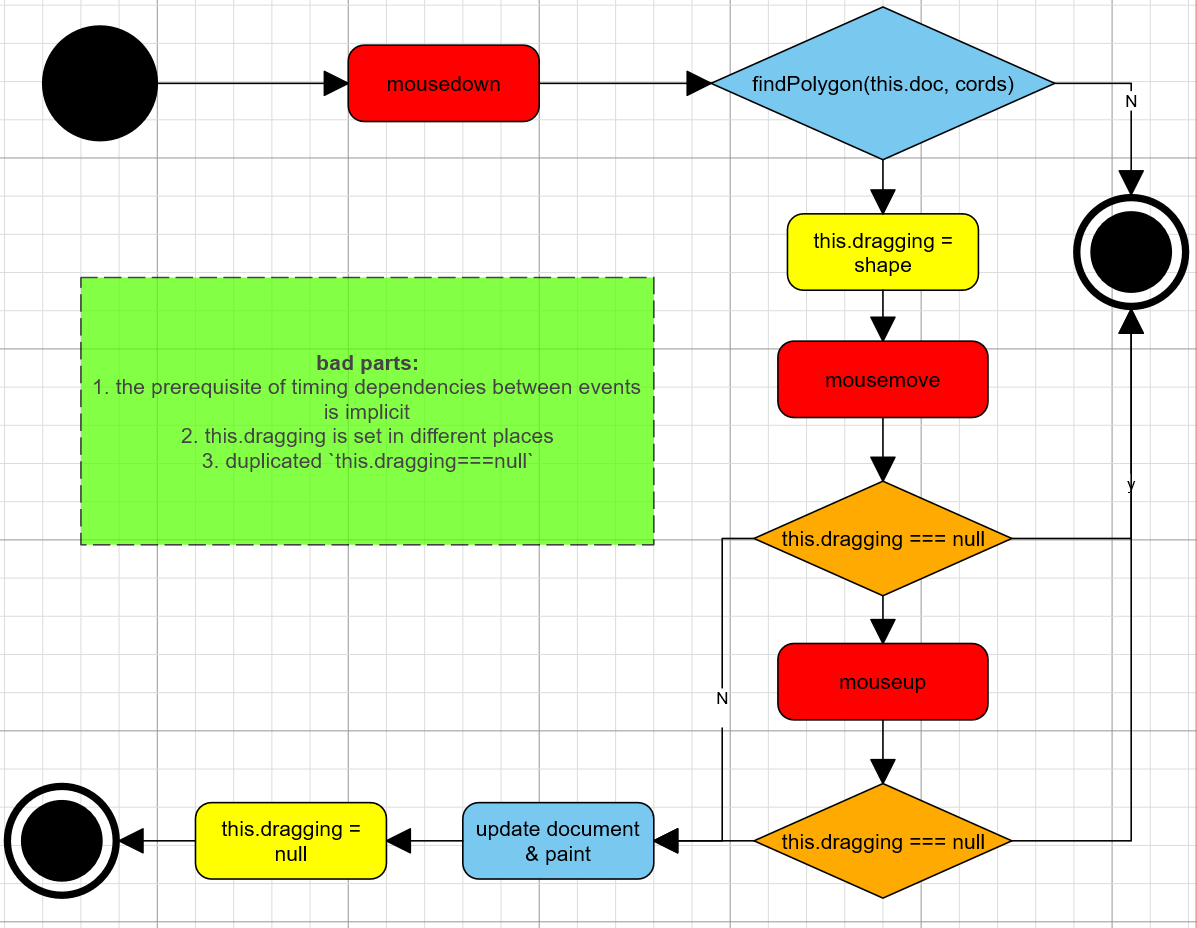 mousedown
findPolygon(this.doc, cords)
N
this.dragging =
shape
bad parts:
1. the prerequisite of timing dependencies between events
is implicit
2. this.dragging is set in different places
3. duplicated `this.dragging===null`
mousemove
y
this.dragging === null
mouseup
N
this.dragging =
null
update document
& paint
this.dragging === null